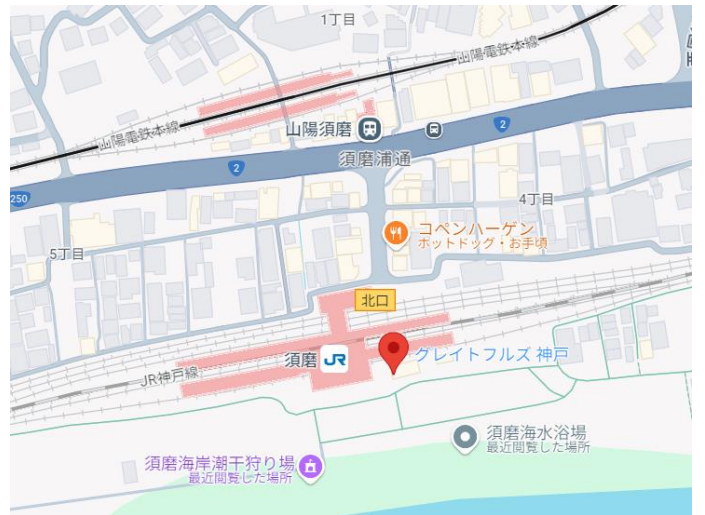 1丁目
山陽電鉄本線
山陽電鉄本線
山陽須磨
須磨浦通
2
2
250
4丁目
コペンハーゲン
ホットドッグ・お手頃
5丁目
北口
須磨 JR
グレイトフルズ 神戸
JR神戸線
須磨海水浴場
最近閲覧した場所
須磨海岸潮干狩り場
最近閲覧した場所